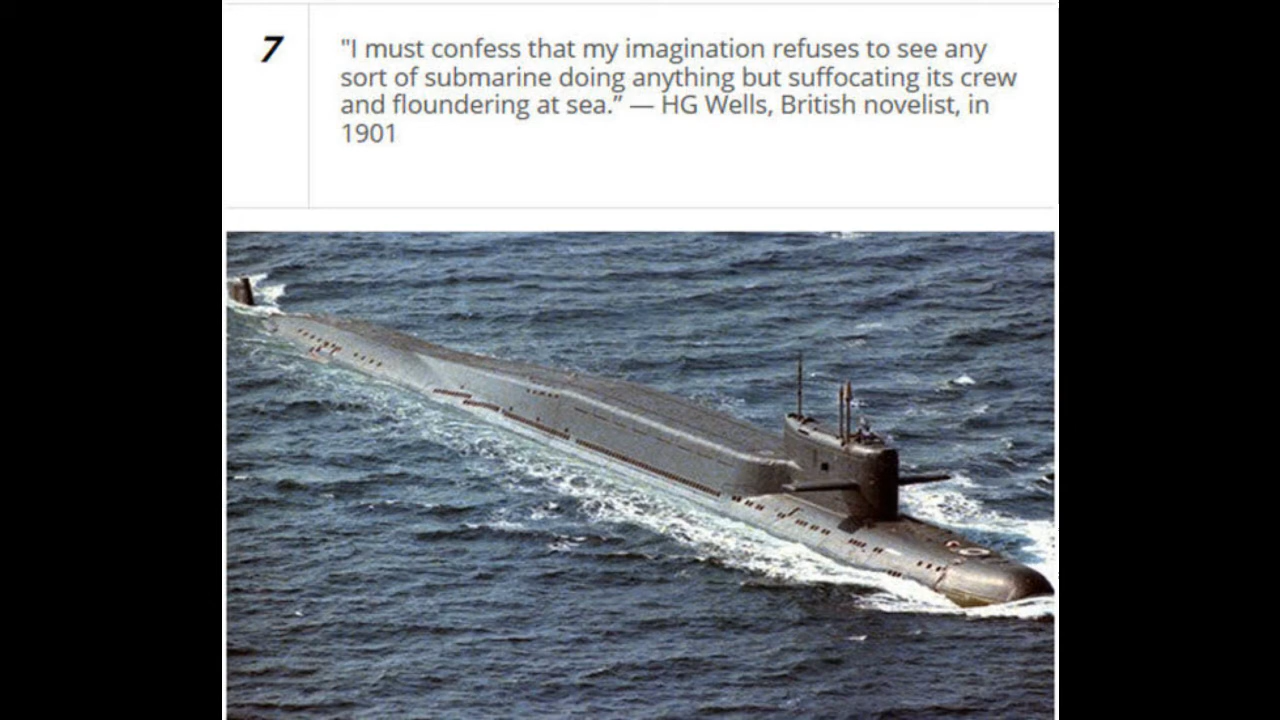 7
"I must confess that my imagination refuses to see any
sort of submarine doing anything but suffocating its crew
and floundering at sea.” — HG Wells, British novelist, in
1901